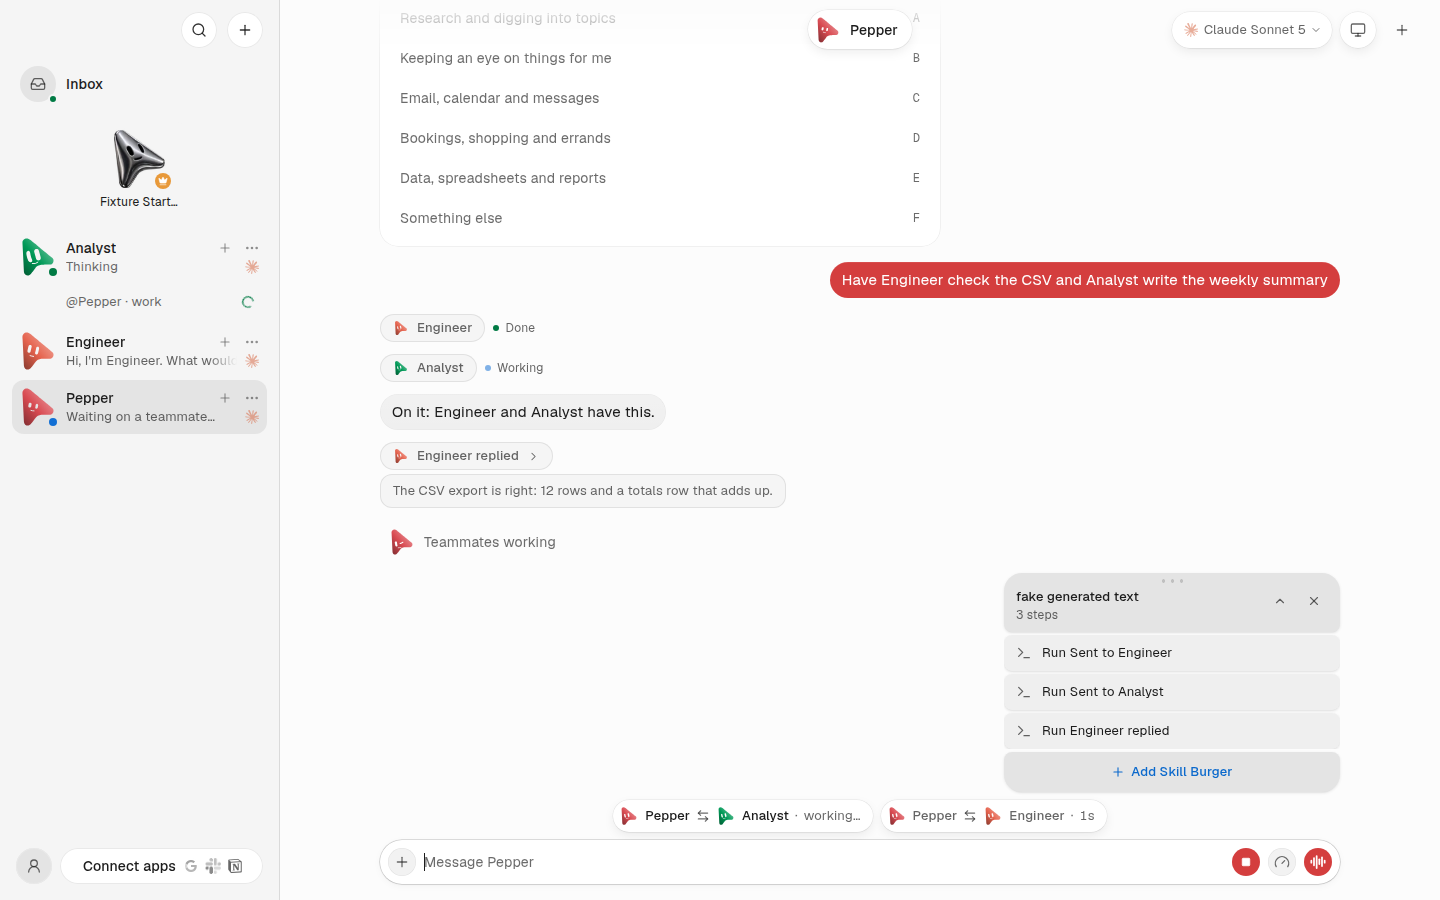 Inbox
Fixture Start...
Analyst
Thinking
@Pepper · work
Engineer
Hi, I'm Engineer. What woul
Pepper
Waiting on a teammate...
Connect apps
Pepper
Claude Sonnet 5
Research and digging into topics A
Keeping an eye on things for me B
Email, calendar and messages C
Bookings, shopping and errands D
Data, spreadsheets and reports E
Something else F
Have Engineer check the CSV and Analyst write the weekly summary
Engineer Done
Analyst Working
On it: Engineer and Analyst have this.
Engineer replied
The CSV export is right: 12 rows and a totals row that adds up.
Teammates working
fake generated text
3 steps
Run Sent to Engineer
Run Sent to Analyst
Run Engineer replied
Add Skill Burger
Pepper Analyst · working...
Pepper Engineer · 1s
Message Pepper